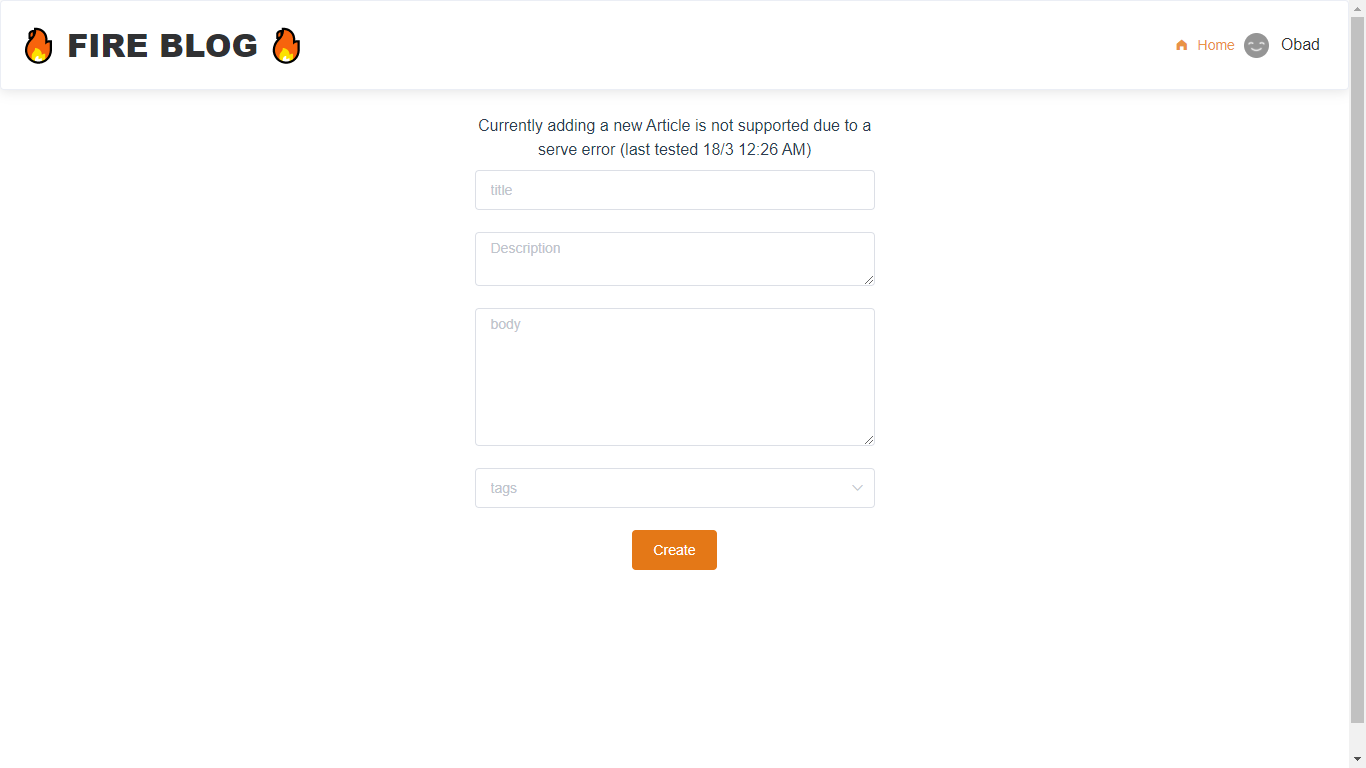 FIRE BLOG
Home
Obad
Currently adding a new Article is not supported due to a
serve error (last tested 18/3 12:26 AM)
title
Description
body
tags
Create